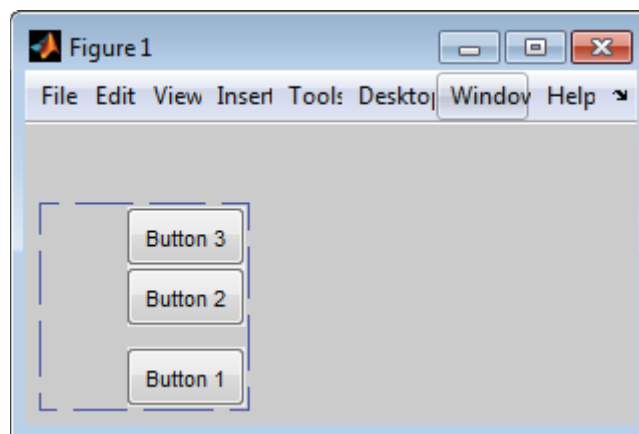 Figure 1
File Edit View Insert Tools Desktop Window Help
Button 3
Button 2
Button 1